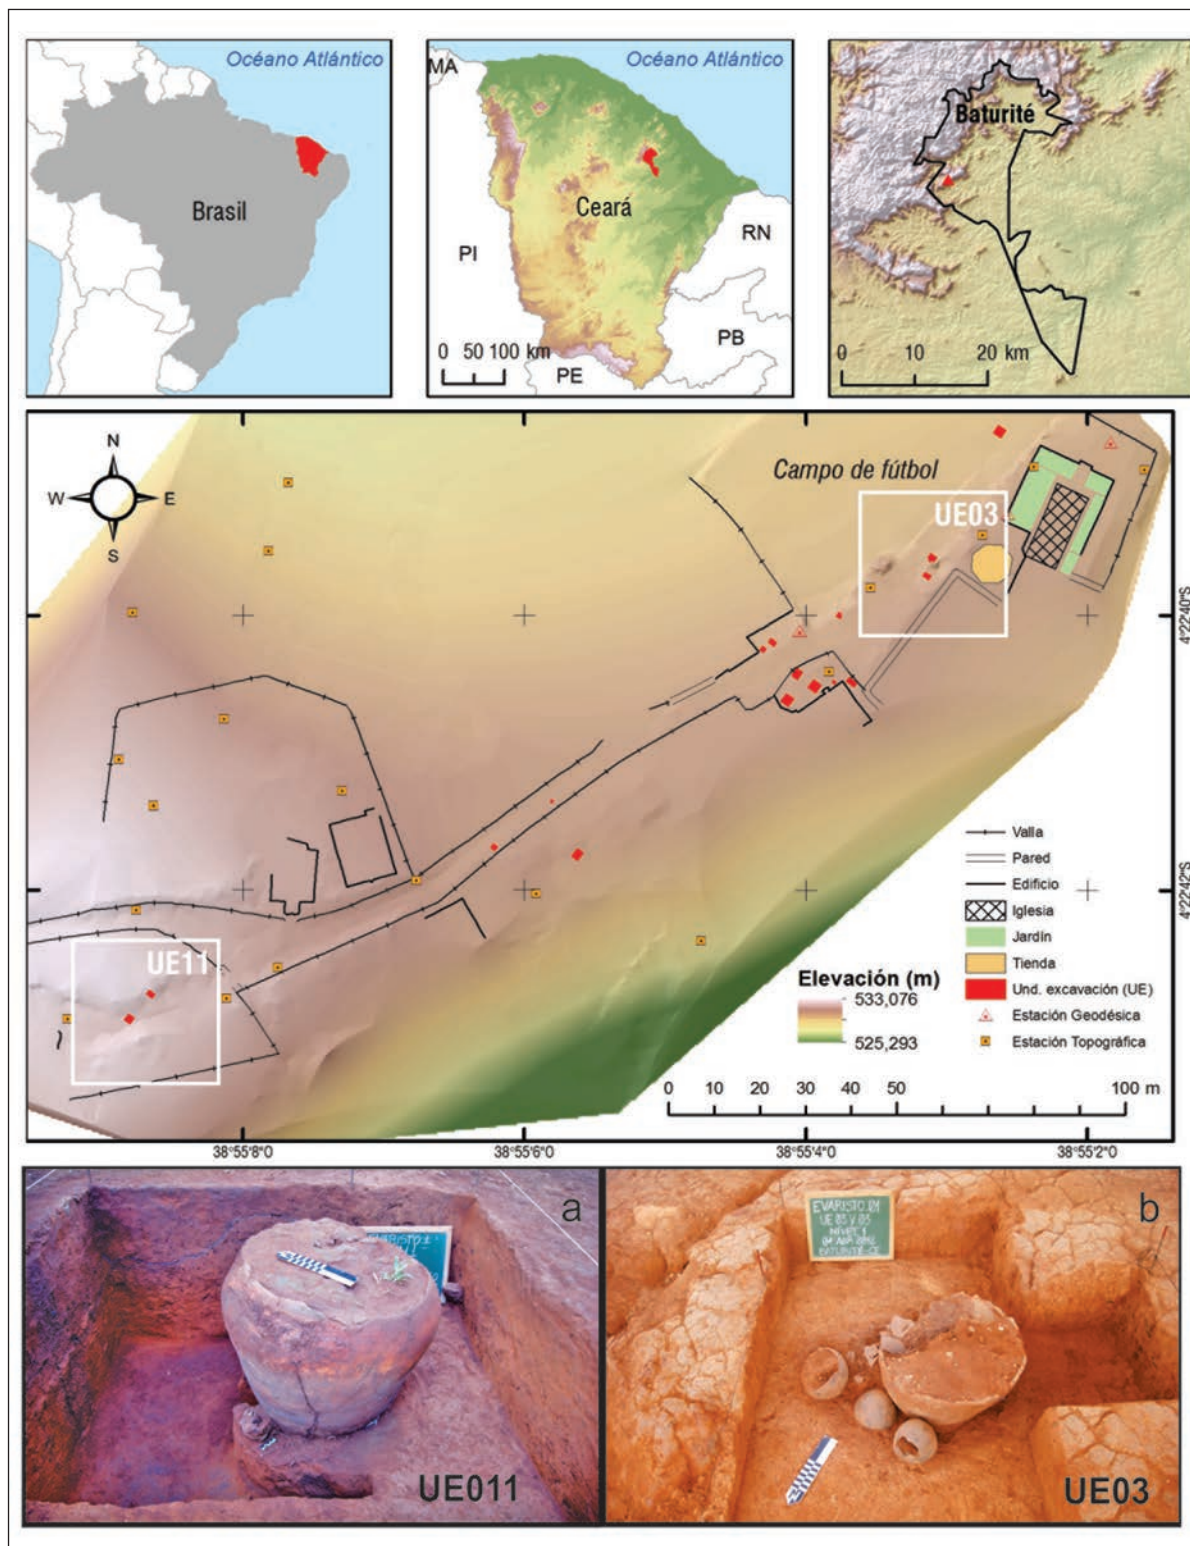 Océano Atlántico
Brasil
MA
Océano Atlántico
Ceará
PI
RN
PB
PE
0 50 100 km
Baturité
0 10 20 km
N
W E
S
Campo de fútbol
UE03
UE11
4°22'40"S
4°22'42"S
Valla
Pared
Edificio
Iglesia
Jardín
Tienda
Und. excavación (UE)
Estación Geodésica
Estación Topográfica
Elevación (m)
533,076
525,293
0 10 20 30 40 50 100 m
38°55'8"O
38°55'6"O
38°55'4"O
38°55'2"O
a
UE011
b
EVARISTO
BATURITÉ-CE
UE03